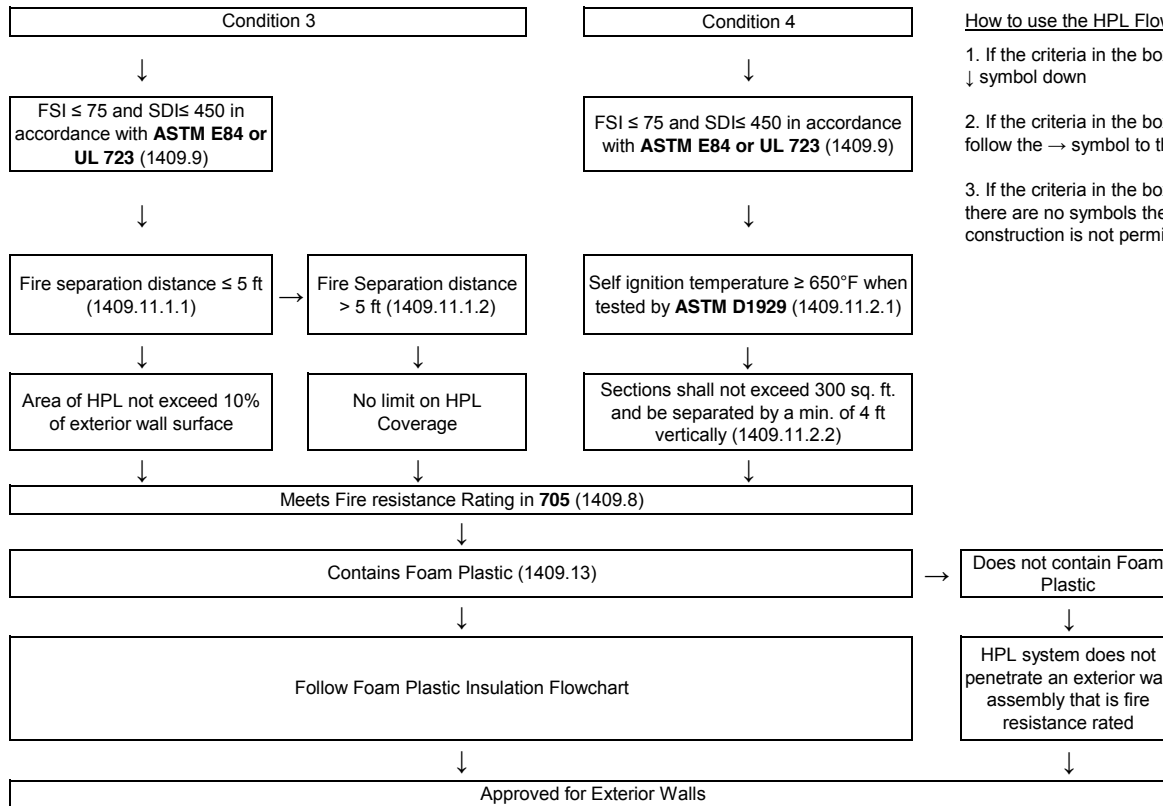 Condition 3
Condition 4
How to use the HPL
1. If the criteria in the
↓ symbol down
2. If the criteria in the
follow the → symbol to
3. If the criteria in the
there are no symbols
construction is not
↓
↓
FSI ≤ 75 and SDI≤ 450 in
accordance with ASTM E84 or
UL 723 (1409.9)
FSI ≤ 75 and SDI≤ 450 in accordance
with ASTM E84 or UL 723 (1409.9)
↓
↓
Fire separation distance ≤ 5 ft
(1409.11.1.1)
→
Fire Separation distance
> 5 ft (1409.11.1.2)
Self ignition temperature ≥ 650°F when
tested by ASTM D1929 (1409.11.2.1)
↓
↓
↓
Area of HPL not exceed 10%
of exterior wall surface
No limit on HPL
Coverage
Sections shall not exceed 300 sq. ft.
and be separated by a min. of 4 ft
vertically (1409.11.2.2)
↓
↓
↓
Meets Fire resistance Rating in 705 (1409.8)
↓
Contains Foam Plastic (1409.13)
→
Does not contain Foam
Plastic
↓
↓
Follow Foam Plastic Insulation Flowchart
HPL system does not
penetrate an exterior
assembly that is fire
resistance rated
↓
↓
Approved for Exterior Walls